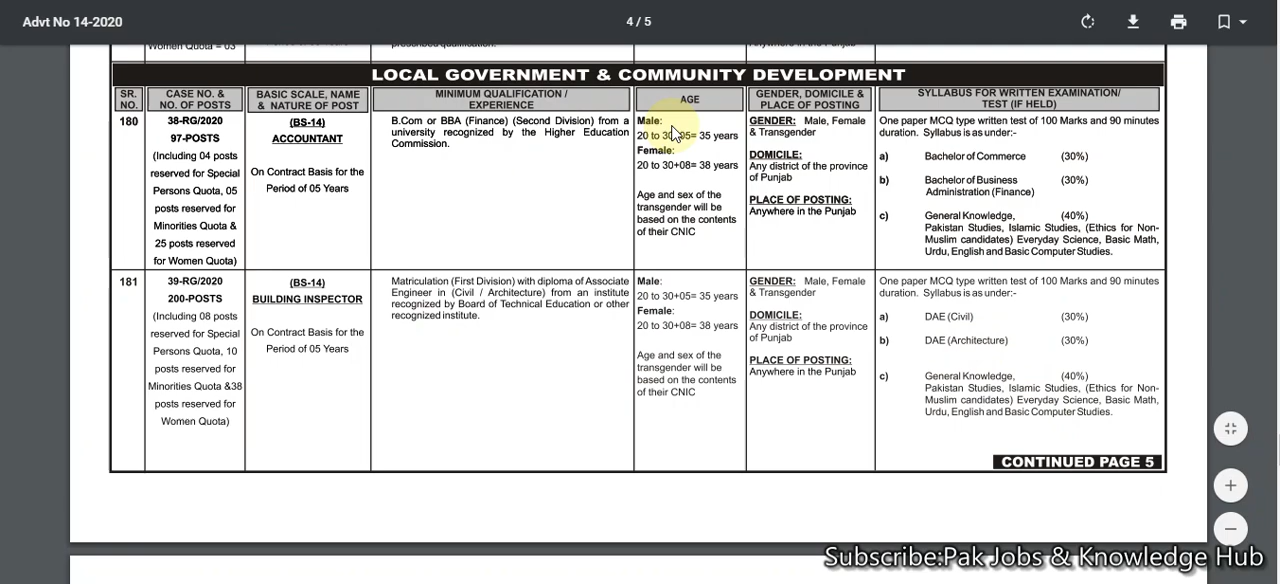 Advt No 14-2020
4 / 5
Women Quota = 03
prescribed qualification.
Anywhere in the Punjab
LOCAL GOVERNMENT & COMMUNITY DEVELOPMENT
SR. NO.
CASE NO. & NO. OF POSTS
BASIC SCALE, NAME & NATURE OF POST
MINIMUM QUALIFICATION / EXPERIENCE
AGE
GENDER, DOMICILE & PLACE OF POSTING
SYLLABUS FOR WRITTEN EXAMINATION/ TEST (IF HELD)
180
38-RG/2020
97-POSTS
(Including 04 posts
reserved for Special
Persons Quota, 05
posts reserved for
Minorities Quota &
25 posts reserved
for Women Quota)
(BS-14)
ACCOUNTANT
On Contract Basis for the
Period of 05 Years
B.Com or BBA (Finance) (Second Division) from a
university recognized by the Higher Education
Commission.
Male:
20 to 30+05= 35 years
Female:
20 to 30+08= 38 years
Age and sex of the
transgender will be
based on the contents
of their CNIC
GENDER: Male, Female
& Transgender
DOMICILE:
Any district of the province
of Punjab
PLACE OF POSTING:
Anywhere in the Punjab
One paper MCQ type written test of 100 Marks and 90 minutes
duration. Syllabus is as under:-
a) Bachelor of Commerce (30%)
b) Bachelor of Business (30%)
Administration (Finance)
c) General Knowledge, (40%)
Pakistan Studies, Islamic Studies, (Ethics for Non-
Muslim candidates) Everyday Science, Basic Math,
Urdu, English and Basic Computer Studies.
181
39-RG/2020
200-POSTS
(Including 08 posts
reserved for Special
Persons Quota, 10
posts reserved for
Minorities Quota &38
posts reserved for
Women Quota)
(BS-14)
BUILDING INSPECTOR
On Contract Basis for the
Period of 05 Years
Matriculation (First Division) with diploma of Associate
Engineer in (Civil / Architecture) from an institute
recognized by Board of Technical Education or other
recognized institute.
Male:
20 to 30+05= 35 years
Female:
20 to 30+08= 38 years
Age and sex of the
transgender will be
based on the contents
of their CNIC
GENDER: Male, Female
& Transgender
DOMICILE:
Any district of the province
of Punjab
PLACE OF POSTING:
Anywhere in the Punjab
One paper MCQ type written test of 100 Marks and 90 minutes
duration. Syllabus is as under:-
a) DAE (Civil) (30%)
b) DAE (Architecture) (30%)
c) General Knowledge, (40%)
Pakistan Studies, Islamic Studies, (Ethics for Non-
Muslim candidates) Everyday Science, Basic Math,
Urdu, English and Basic Computer Studies.
CONTINUED PAGE 5
Subscribe:Pak Jobs & Knowledge Hub